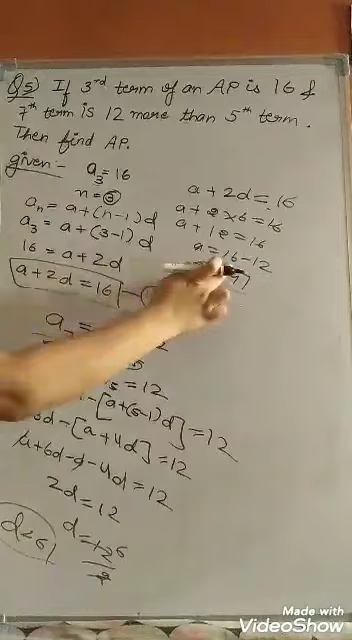 Q5) If 3rd term of an AP is 16 &
7th term is 12 more than 5th term.
Then find AP.
given :-
a₃ = 16
n = 3
aₙ = a + (n-1) d
a₃ = a + (3-1) d
16 = a + 2d
a + 2d = 16
a₇ =
= 12
[a + (5-1)d] = 12
6d - [a + 4d] = 12
a + 6d - a - 4d = 12
2d = 12
d = 12 6
2
d = 6
a + 2d = 16
a + 2 × 6 = 16
a + 12 = 16
a = 16 - 12
Made with
VideoShow